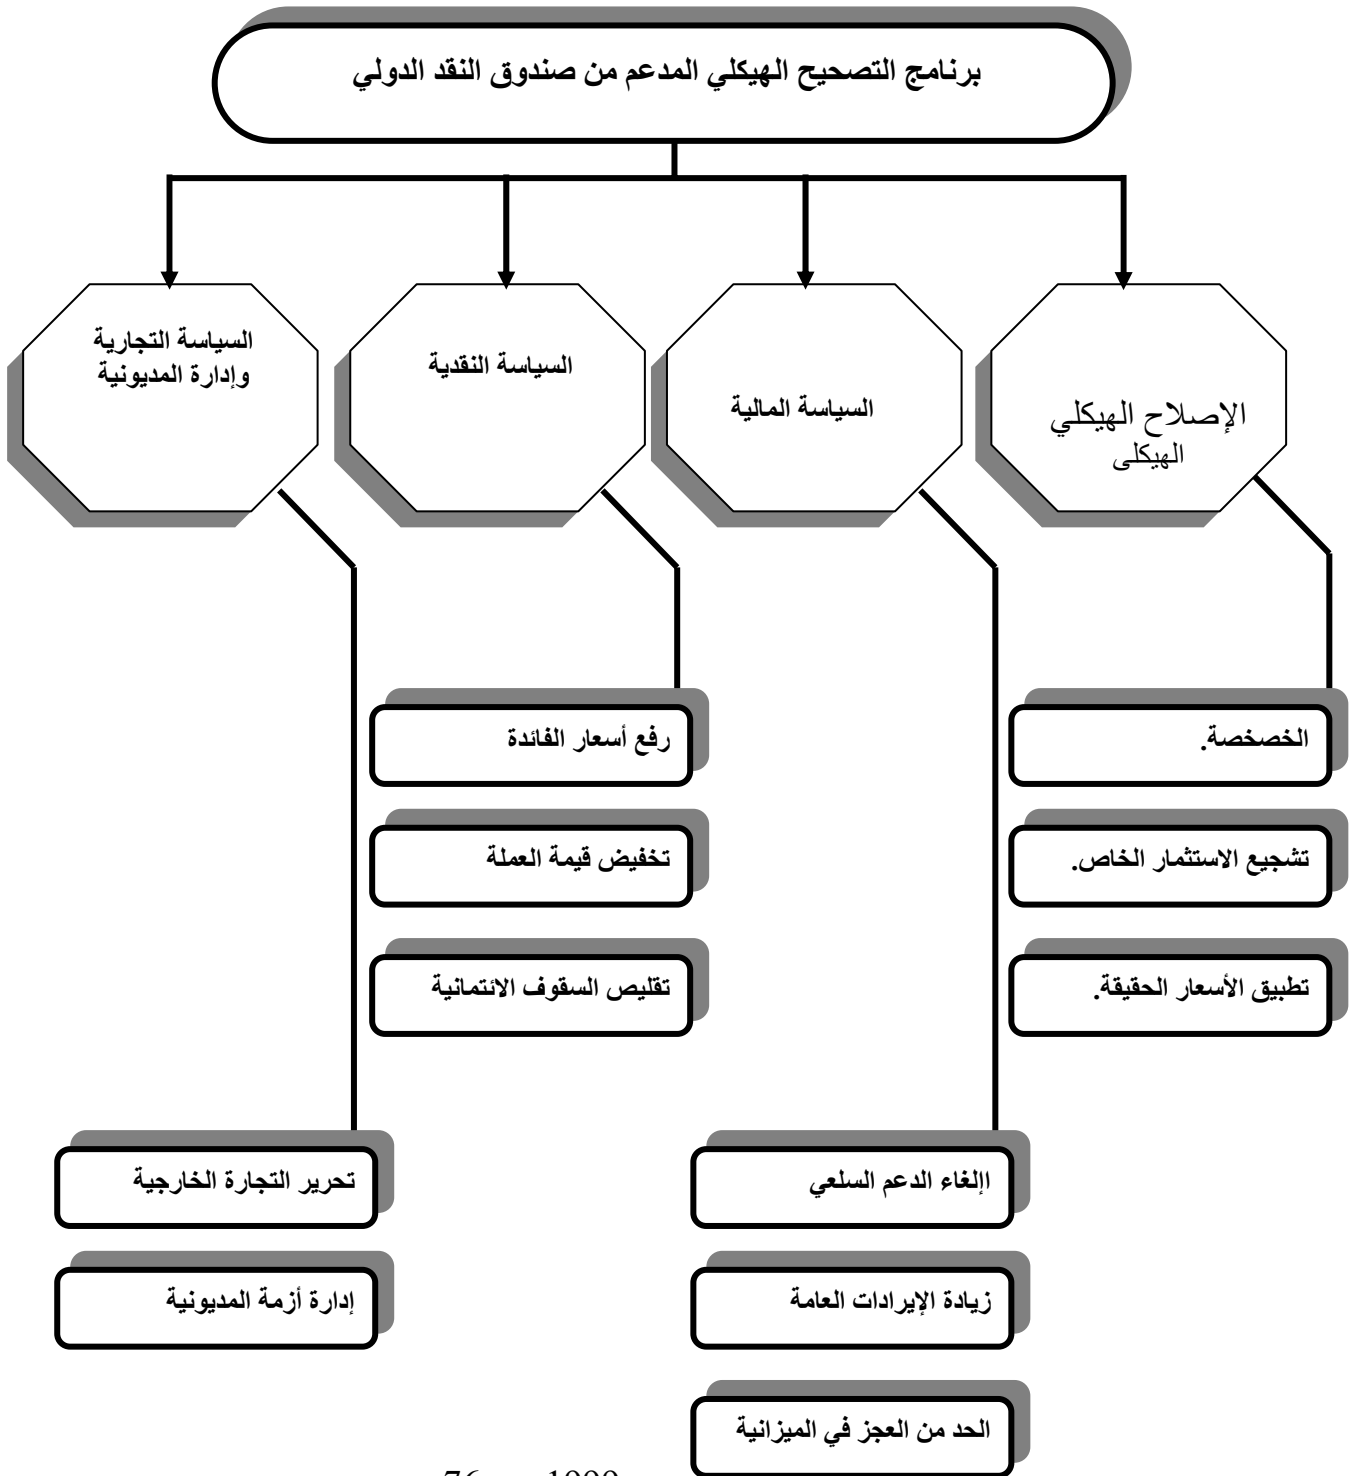 برنامج التصحيح الهيكلي المدعم من صندوق النقد الدولي
الإصلاح الهيكلي
الهيكلى
السياسة المالية
السياسة النقدية
السياسة التجارية
وإدارة المديونية
الخصخصة.
تشجيع الاستثمار الخاص.
تطبيق الأسعار الحقيقة.
رفع أسعار الفائدة
تخفيض قيمة العملة
تقليص السقوف الائتمانية
اإلغاء الدعم السلعي
زيادة الإيرادات العامة
الحد من العجز في الميزانية
تحرير التجارة الخارجية
إدارة أزمة المديونية